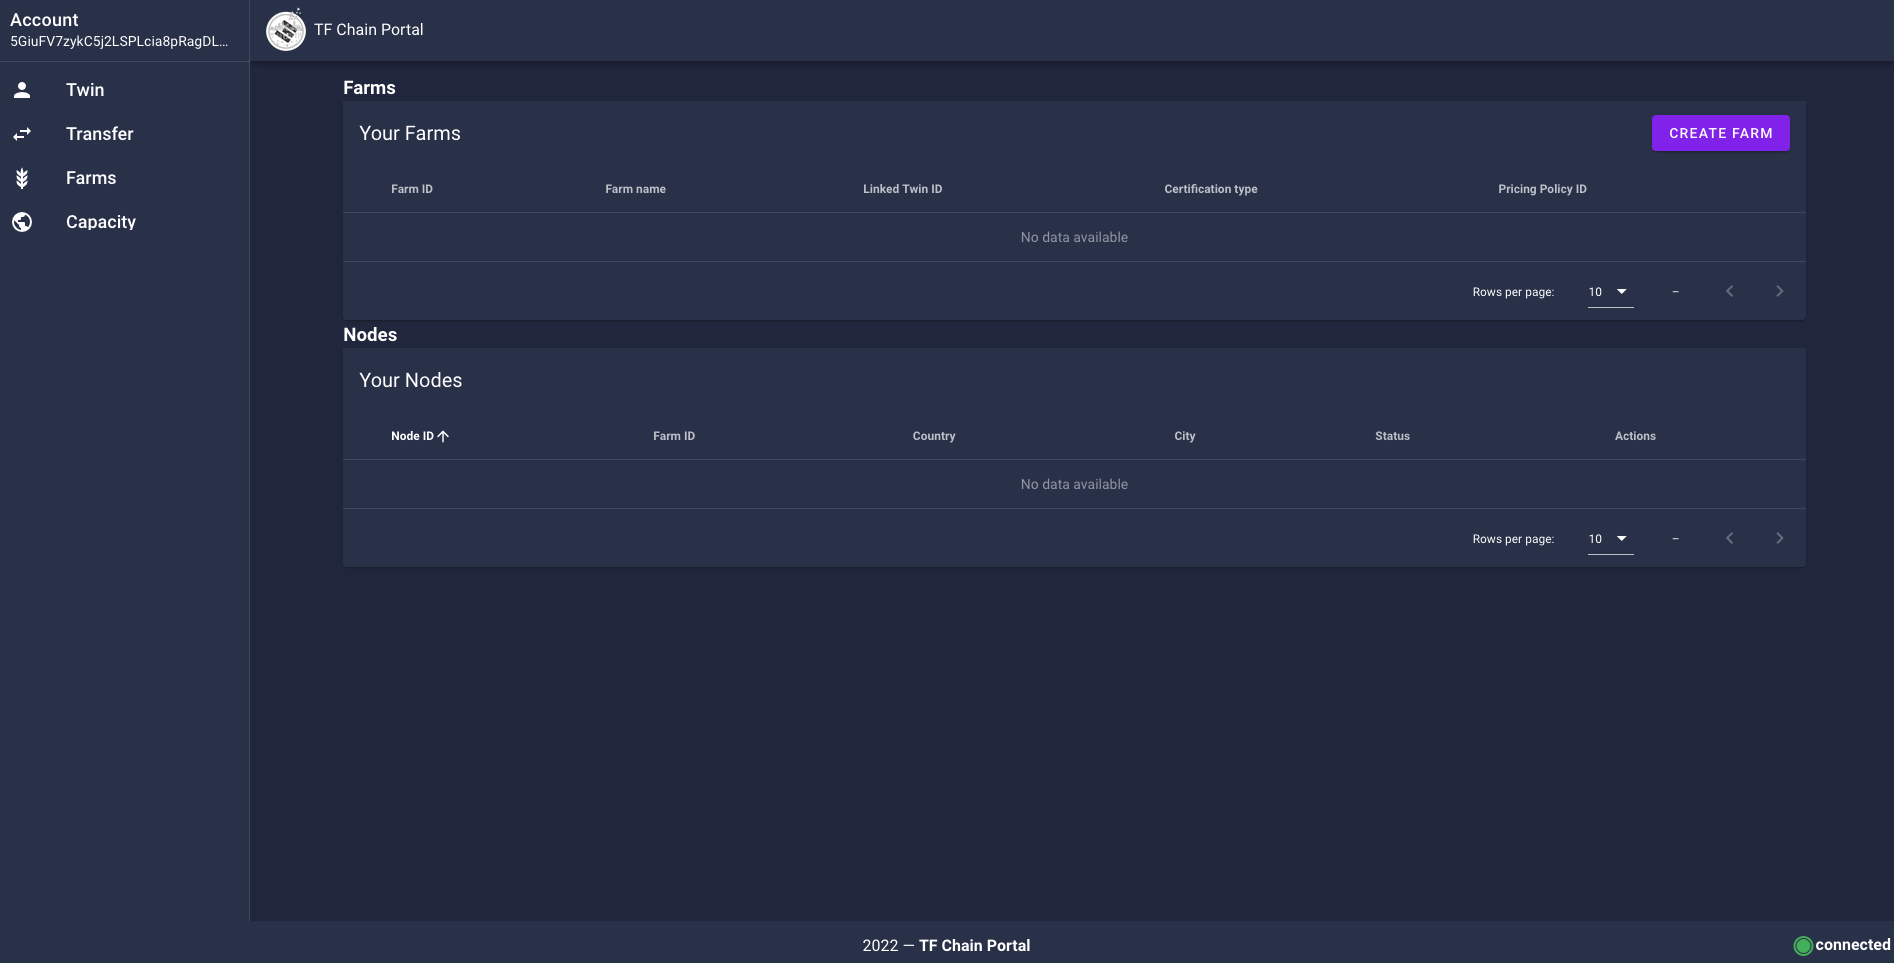 Account
5GiuFV7zykC5j2LSPLcia8pRagDL...
Twin
Transfer
Farms
Capacity
TF Chain Portal
Farms
Your Farms
CREATE FARM
Farm ID Farm name Linked Twin ID Certification type Pricing Policy ID
No data available
Rows per page: 10 –
Nodes
Your Nodes
Node ID Farm ID Country City Status Actions
No data available
Rows per page: 10 –
2022 — TF Chain Portal
connected